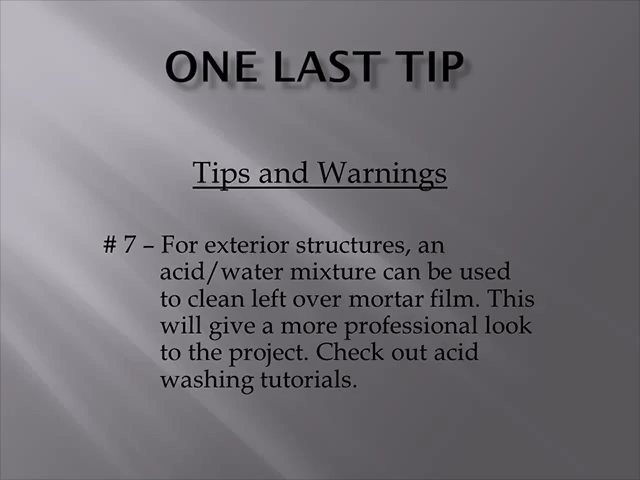 ONE LAST TIP
Tips and Warnings
# 7 – For exterior structures, an
acid/water mixture can be used
to clean left over mortar film. This
will give a more professional look
to the project. Check out acid
washing tutorials.